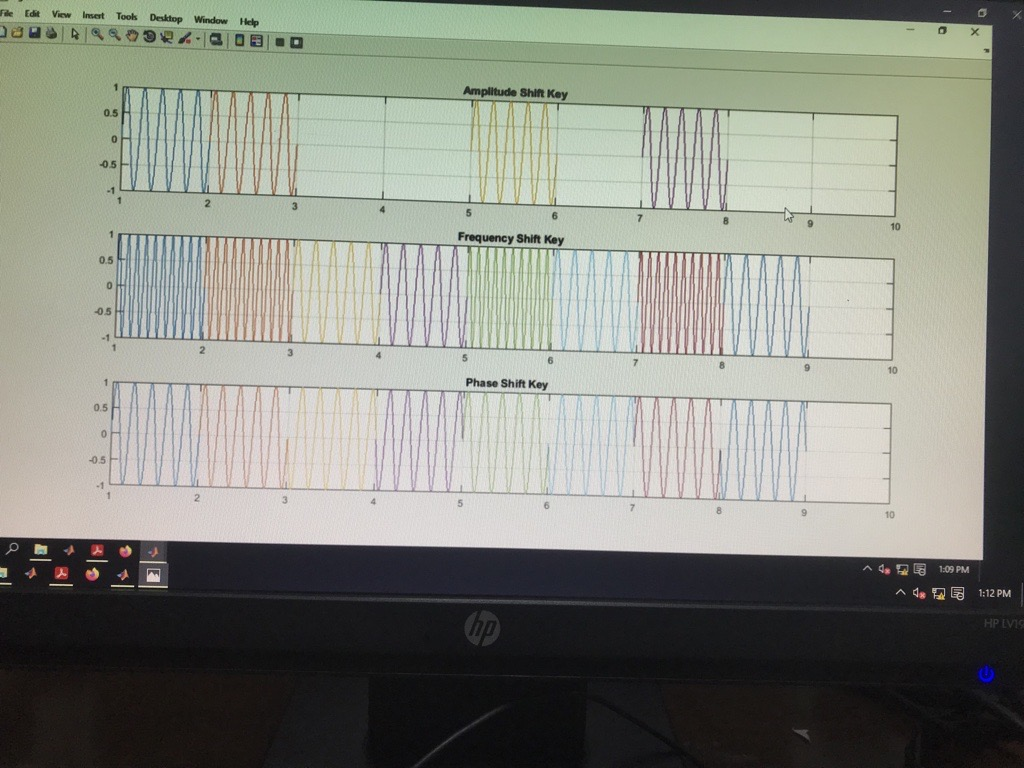 File Edit View Insert Tools Desktop Window Help
Amplitude Shift Key
1
0.5
0
-0.5
-1
1 2 3 4 5 6 7 8 9 10
Frequency Shift Key
1
0.5
0
-0.5
-1
1 2 3 4 5 6 7 8 9 10
Phase Shift Key
1
0.5
0
-0.5
-1
1 2 3 4 5 6 7 8 9 10
1:09 PM
1:12 PM
hp
HP LV19